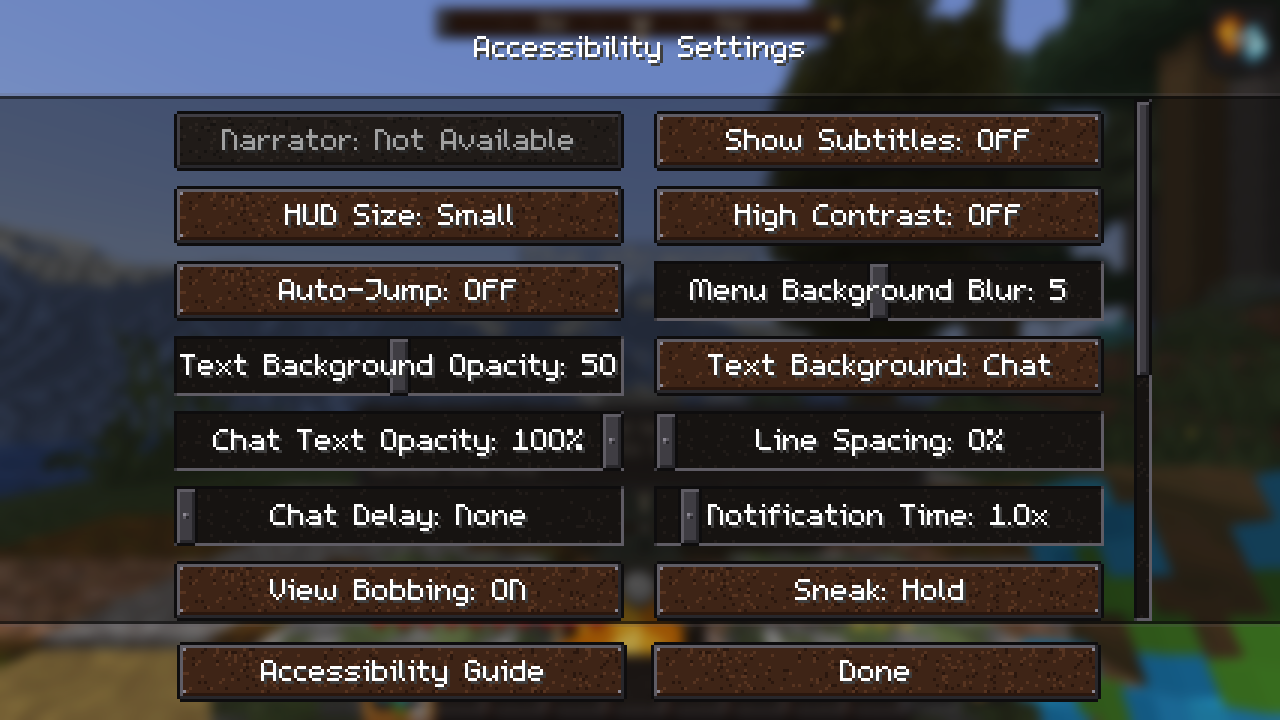 Accessibility Settings
Narrator: Not Available
Show Subtitles: OFF
HUD Size: Small
High Contrast: OFF
Auto-Jump: OFF
Menu Background Blur: 5
Text Background Opacity: 50
Text Background: Chat
Chat Text Opacity: 100%
Line Spacing: 0%
Chat Delay: None
Notification Time: 1.0x
View Bobbing: ON
Sneak: Hold
Accessibility Guide
Done